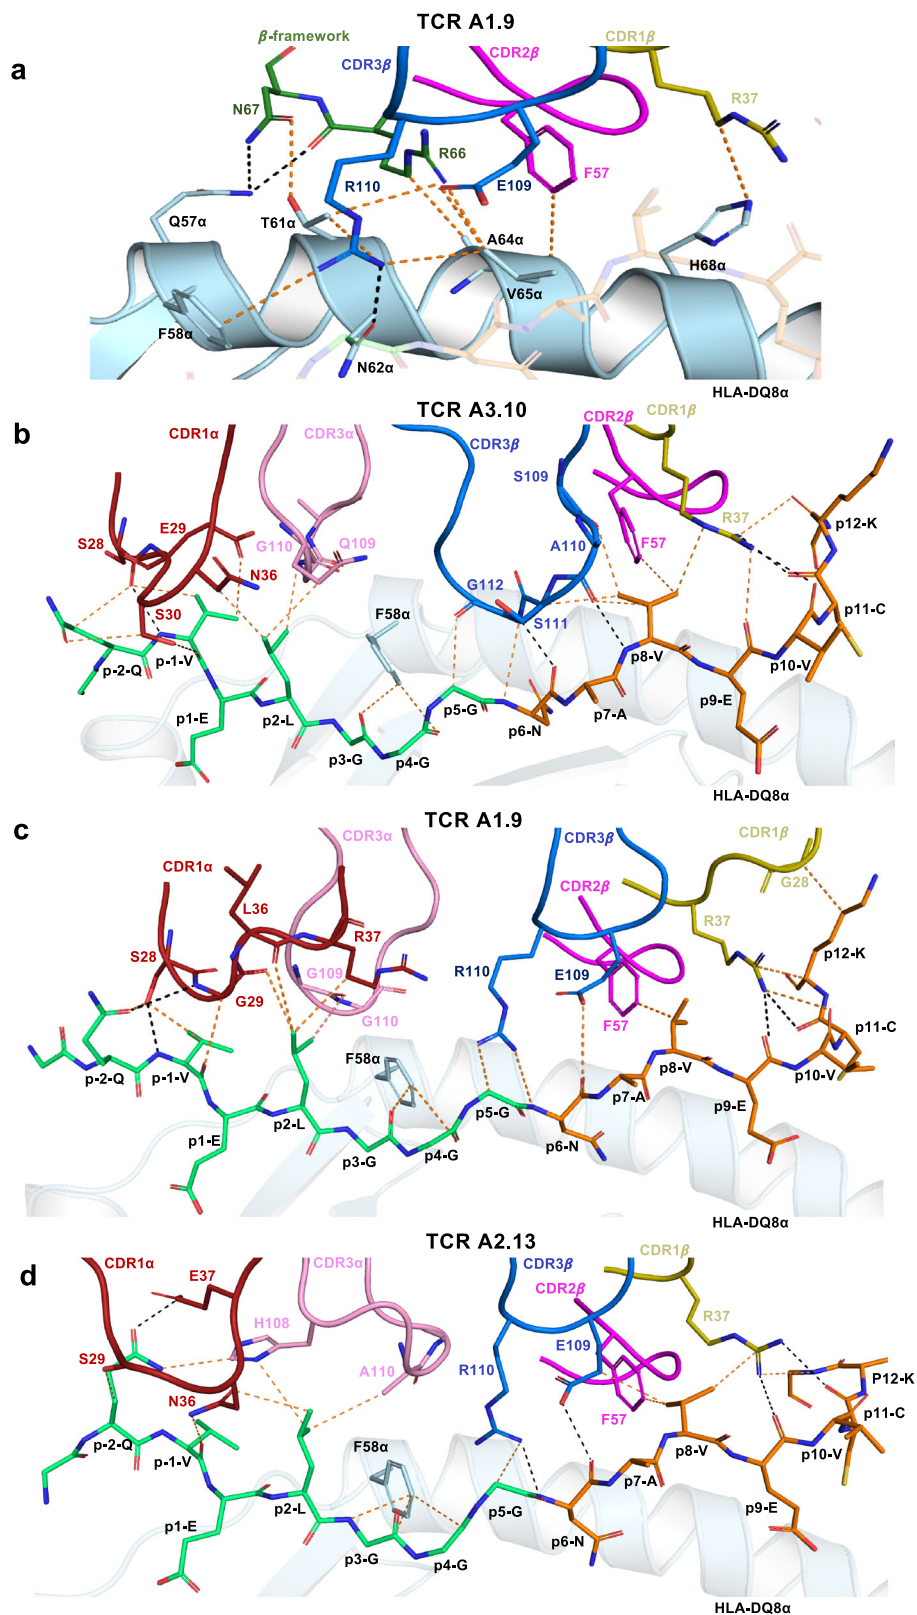 TCR A1.9
a
β-framework
CDR3β
CDR2β
CDR1β
N67
R66
R37
R110
E109
F57
Q57α
T61α
A64α
H68α
V65α
F58α
N62α
HLA-DQ8α
TCR A3.10
b
CDR1α
CDR3α
CDR3β
CDR2β
CDR1β
S109
p12-K
S28
E29
G110
Q109
A110
F57
R37
N36
G112
S30
F58α
S111
p11-C
p-2-Q
p-1-V
p8-V
p10-V
p1-E
p2-L
p5-G
p6-N
p7-A
p9-E
p3-G
p4-G
HLA-DQ8α
TCR A1.9
c
CDR1α
CDR3α
CDR3β
CDR1β
CDR2β
G28
L36
R37
R37
S28
p12-K
G109
R110
E109
G29
G110
F57
p11-C
F58α
p-2-Q
p-1-V
p8-V
p10-V
p7-A
p5-G
p9-E
p1-E
p2-L
p3-G
p4-G
p6-N
HLA-DQ8α
TCR A2.13
d
CDR1α
CDR3α
CDR3β
CDR1β
E37
CDR2β
H108
R37
S29
A110
R110
E109
P12-K
N36
F57
p11-C
p-2-Q
p-1-V
F58α
p8-V
p10-V
p7-A
p1-E
p2-L
p5-G
p9-E
p3-G
p4-G
p6-N
HLA-DQ8α